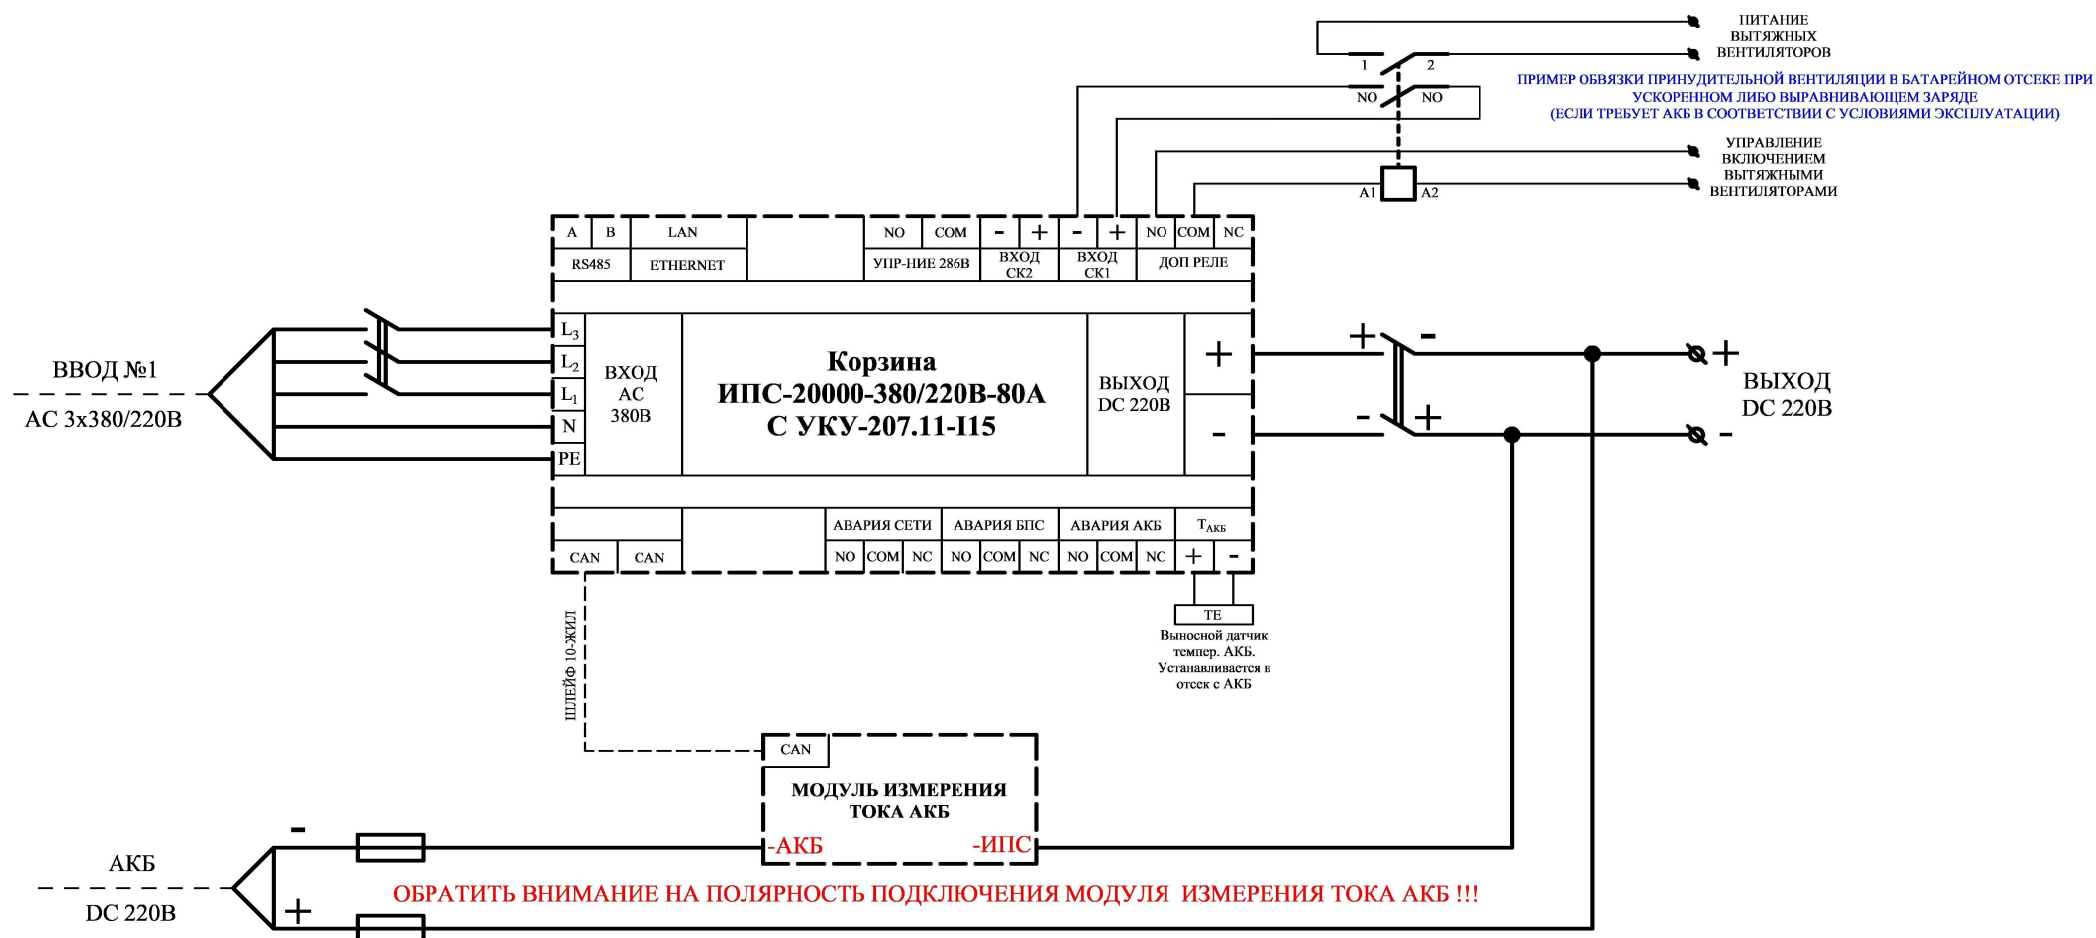 ПИТАНИЕ
ВЫТЯЖНЫХ
ВЕНТИЛЯТОРОВ
1 2
NO NO
ПРИМЕР ОБВЯЗКИ ПРИНУДИТЕЛЬНОЙ ВЕНТИЛЯЦИИ В БАТАРЕЙНОМ ОТСЕКЕ ПРИ
УСКОРЕННОМ ЛИБО ВЫРАВНИВАЮЩЕМ ЗАРЯДЕ
(ЕСЛИ ТРЕБУЕТ АКБ В СООТВЕТСТВИИ С УСЛОВИЯМИ ЭКСПЛУАТАЦИИ)
УПРАВЛЕНИЕ
ВКЛЮЧЕНИЕМ
ВЫТЯЖНЫМИ
ВЕНТИЛЯТОРАМИ
A1 A2
A B LAN NO COM - + - + NO COM NC
RS485 ETHERNET УПР-НИЕ 286В ВХОД СК2 ВХОД СК1 ДОП РЕЛЕ
ВВОД №1
AC 3x380/220В
L3
L2
L1
N
PE
ВХОД
AC
380В
Корзина
ИПС-20000-380/220В-80А
С УКУ-207.11-I15
ВЫХОД
DC 220В
+
-
+ -
- +
+
-
ВЫХОД
DC 220В
АВАРИЯ СЕТИ АВАРИЯ БПС АВАРИЯ АКБ TАКБ
CAN CAN NO COM NC NO COM NC NO COM NC + -
ШЛЕЙФ 10-ЖИЛ
TE
Выносной датчик
темпер. АКБ.
Устанавливается в
отсек с АКБ
CAN
МОДУЛЬ ИЗМЕРЕНИЯ
ТОКА АКБ
-АКБ -ИПС
-
АКБ
DC 220В
+
ОБРАТИТЬ ВНИМАНИЕ НА ПОЛЯРНОСТЬ ПОДКЛЮЧЕНИЯ МОДУЛЯ ИЗМЕРЕНИЯ ТОКА АКБ !!!